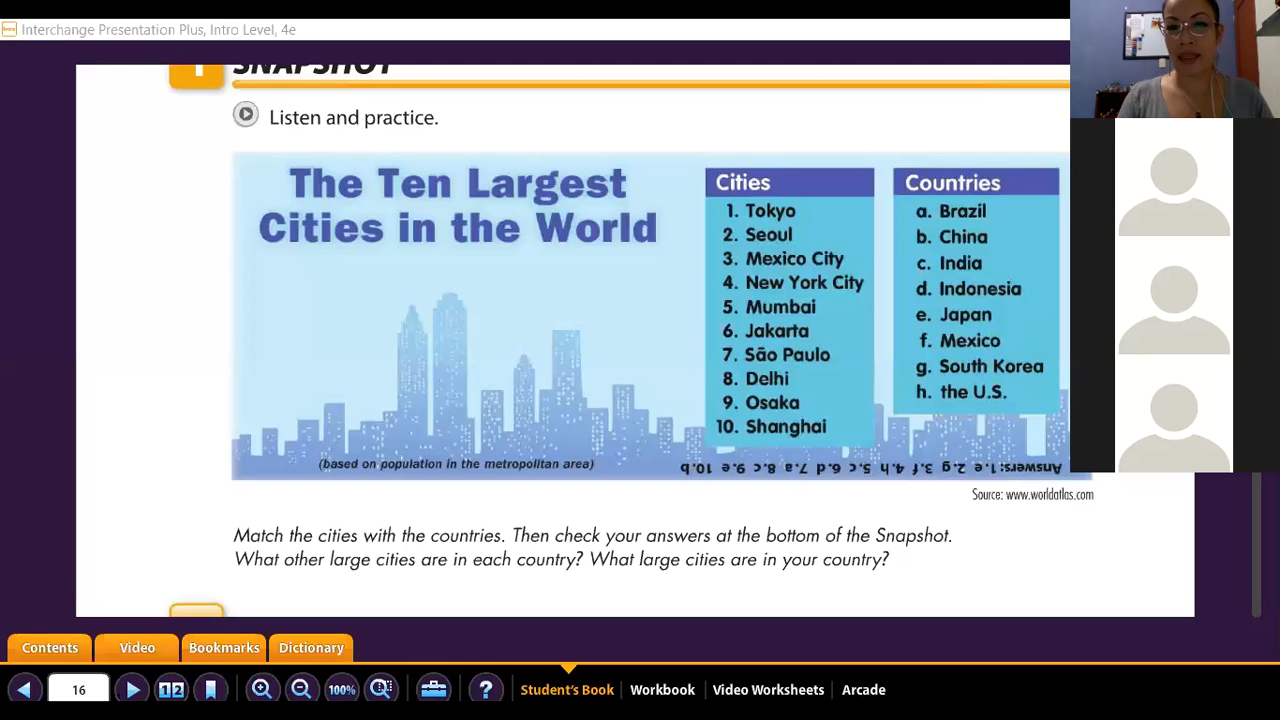 Interchange Presentation Plus, Intro Level, 4e
1 SNAPSHOT
Listen and practice.
The Ten Largest
Cities in the World
(based on population in the metropolitan area)
Cities
1. Tokyo
2. Seoul
3. Mexico City
4. New York City
5. Mumbai
6. Jakarta
7. São Paulo
8. Delhi
9. Osaka
10. Shanghai
Countries
a. Brazil
b. China
c. India
d. Indonesia
e. Japan
f. Mexico
g. South Korea
h. the U.S.
Answers: 1. e 2. g 3. f 4. h 5. c 6. d 7. a 8. c 9. e 10. b
Source: www.worldatlas.com
Match the cities with the countries. Then check your answers at the bottom of the Snapshot.
What other large cities are in each country? What large cities are in your country?
Contents Video Bookmarks Dictionary
16 1 2 100% ? Student's Book Workbook Video Worksheets Arcade